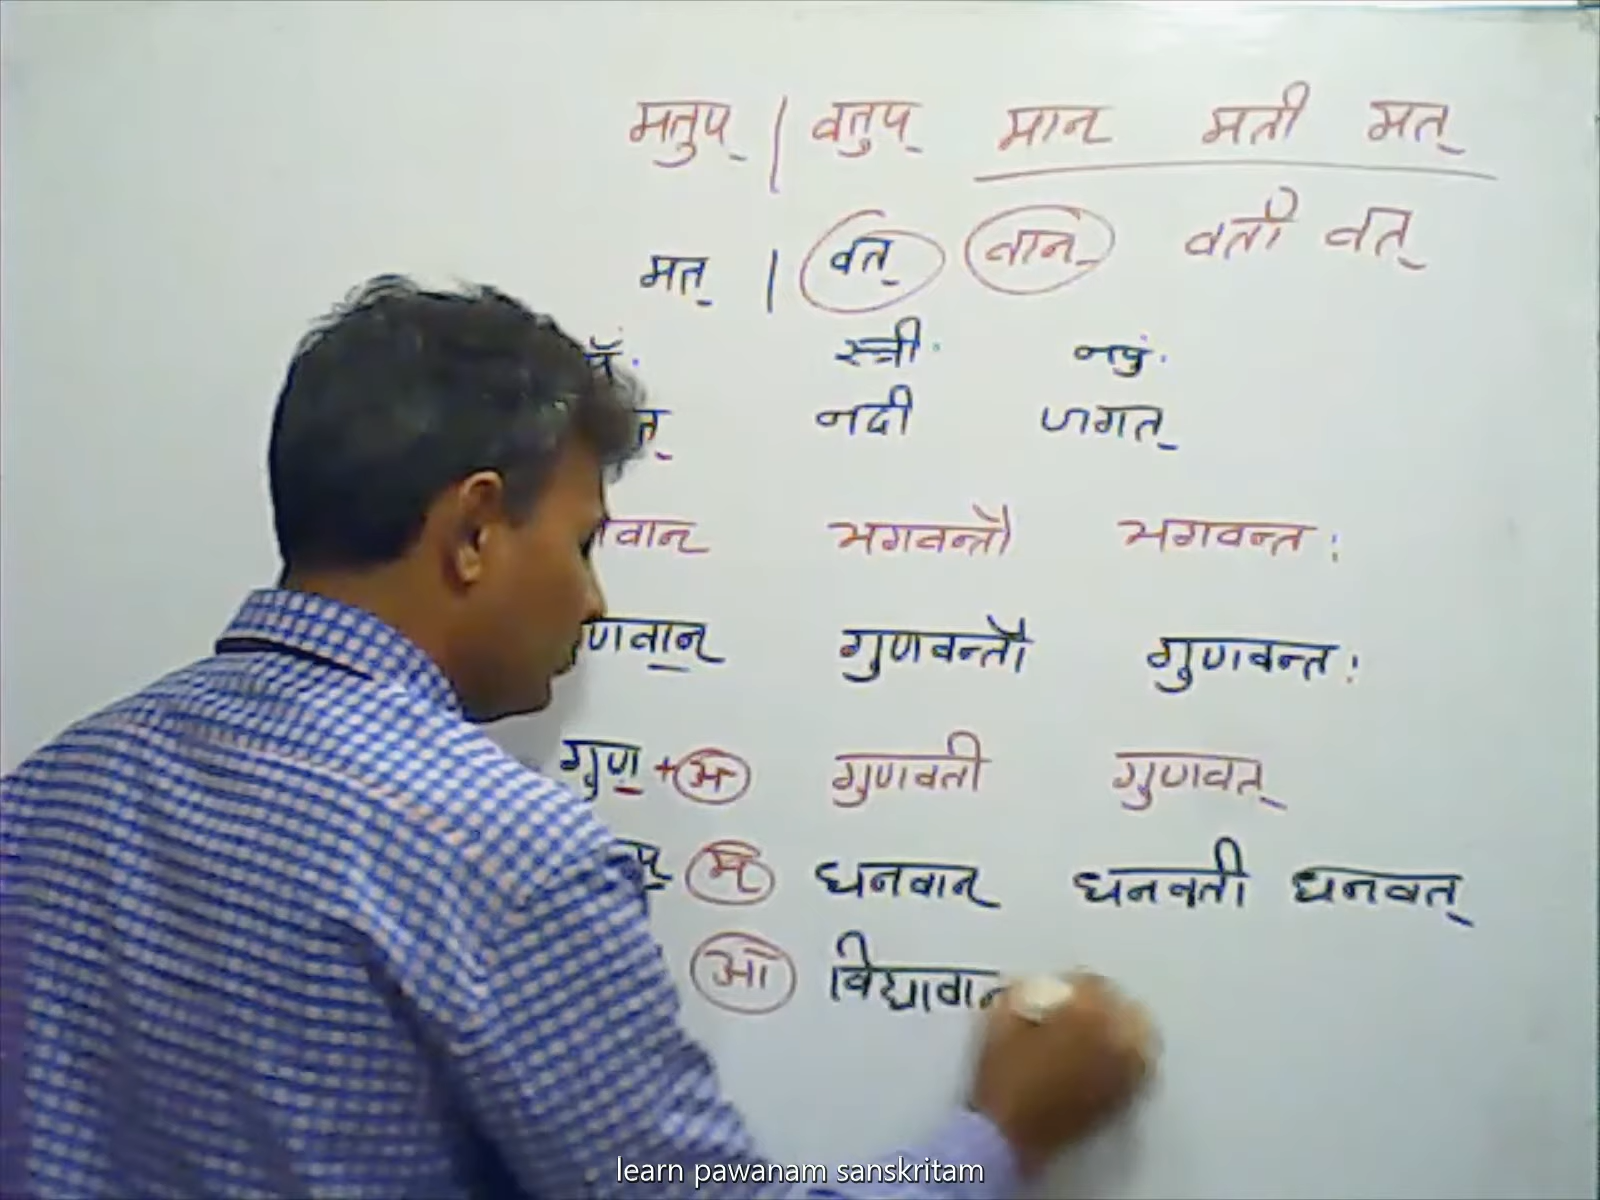 मतुप् | वतुप् मान् मती मत्
मत् | वत् वान् वती वत्
स्त्री. नपुं.
नदी जगत्
भगवन्तौ भगवन्तः
गुणवन्तौ गुणवन्तः
गुण + अ गुणवती गुणवत्
म् धनवान् धनवती धनवत्
आ विद्यावान
learn pawanam sanskritam